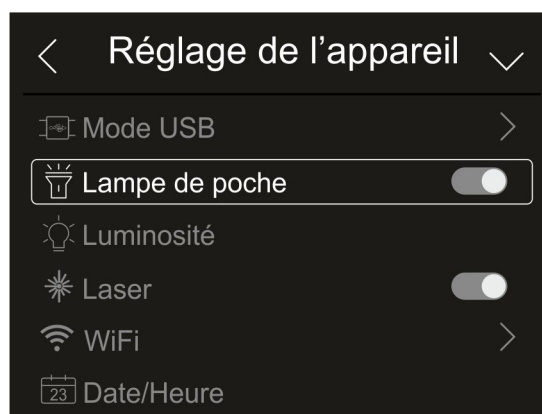 Réglage de l’appareil
Mode USB
Lampe de poche
Luminosité
Laser
WiFi
23 Date/Heure